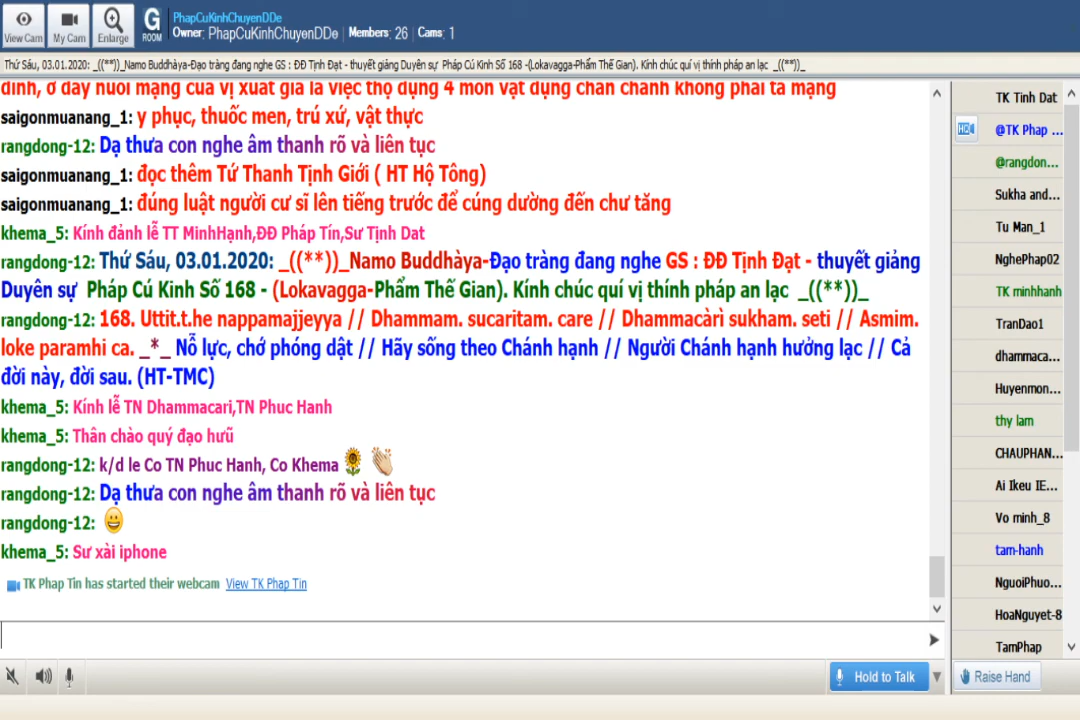 PhapCuKinhChuyenDDe
Owner: PhapCuKinhChuyenDDe | Members: 26 | Cams: 1
View Cam
My Cam
Enlarge
G
ROOM
Thứ Sáu, 03.01.2020: _((**))_Namo Buddhàya-Đạo tràng đang nghe GS : ĐĐ Tịnh Đạt - thuyết giảng Duyên sự Pháp Cú Kinh Số 168 -(Lokavagga-Phẩm Thế Gian). Kính chúc quí vị thính pháp an lạc _((**))_
định, ở đây nuôi mạng của vị xuất gia là việc thọ dụng 4 món vật dụng chân chánh không phải tà mạng
saigonmuanang_1: y phục, thuốc men, trú xứ, vật thực
rangdong-12: Dạ thưa con nghe âm thanh rõ và liên tục
saigonmuanang_1: đọc thêm Tứ Thanh Tịnh Giới ( HT Hộ Tông)
saigonmuanang_1: đúng luật người cư sĩ lên tiếng trước để cúng dường đến chư tăng
khema_5: Kính đảnh lễ TT MinhHạnh,ĐĐ Pháp Tín,Sư Tịnh Dat
rangdong-12: Thứ Sáu, 03.01.2020: _((**))_Namo Buddhàya-Đạo tràng đang nghe GS : ĐĐ Tịnh Đạt - thuyết giảng
Duyên sự Pháp Cú Kinh Số 168 - (Lokavagga-Phẩm Thế Gian). Kính chúc quí vị thính pháp an lạc _((**))_
rangdong-12: 168. Uttit.t.he nappamajjeyya // Dhammam. sucaritam. care // Dhammacàrì sukham. seti // Asmim.
loke paramhi ca. _*_ Nỗ lực, chớ phóng dật // Hãy sống theo Chánh hạnh // Người Chánh hạnh hưởng lạc // Cả
đời này, đời sau. (HT-TMC)
khema_5: Kính lễ TN Dhammacari,TN Phuc Hanh
khema_5: Thân chào quý đạo hưũ
rangdong-12: k/d le Co TN Phuc Hanh, Co Khema
rangdong-12: Dạ thưa con nghe âm thanh rõ và liên tục
rangdong-12:
khema_5: Sư xài iphone
TK Phap Tin has started their webcam View TK Phap Tin
Hold to Talk
TK Tinh Dat
HD @TK Phap ...
@rangdon...
Sukha and...
Tu Man_1
NghePhap02
TK minhhanh
TranDao1
dhammaca...
Huyenmon...
thy lam
CHAUPHAN...
Ai Ikeu IE...
Vo minh_8
tam-hanh
NguoiPhuo...
HoaNguyet-8
TamPhap
Raise Hand